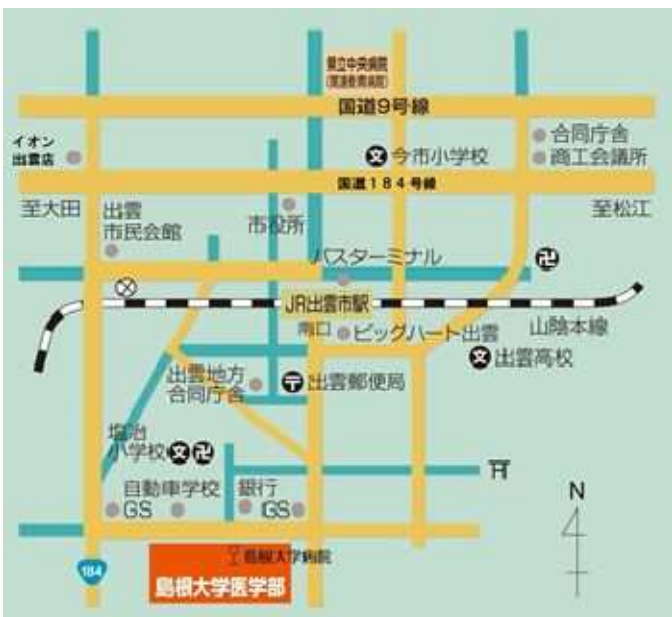 県立中央病院
国道9号線
イオン
出雲店
今市小学校
合同庁舎
商工会議所
国道184号線
至大田
出雲
市民会館
市役所
至松江
バスターミナル
JR出雲市駅
南口
ビッグハート出雲
山陰本線
出雲高校
出雲地方
合同庁舎
〒
出雲郵便局
塩冶
小学校
文
卍
自動車学校
銀行
GS
GS
N
184
島根大学病院
島根大学医学部